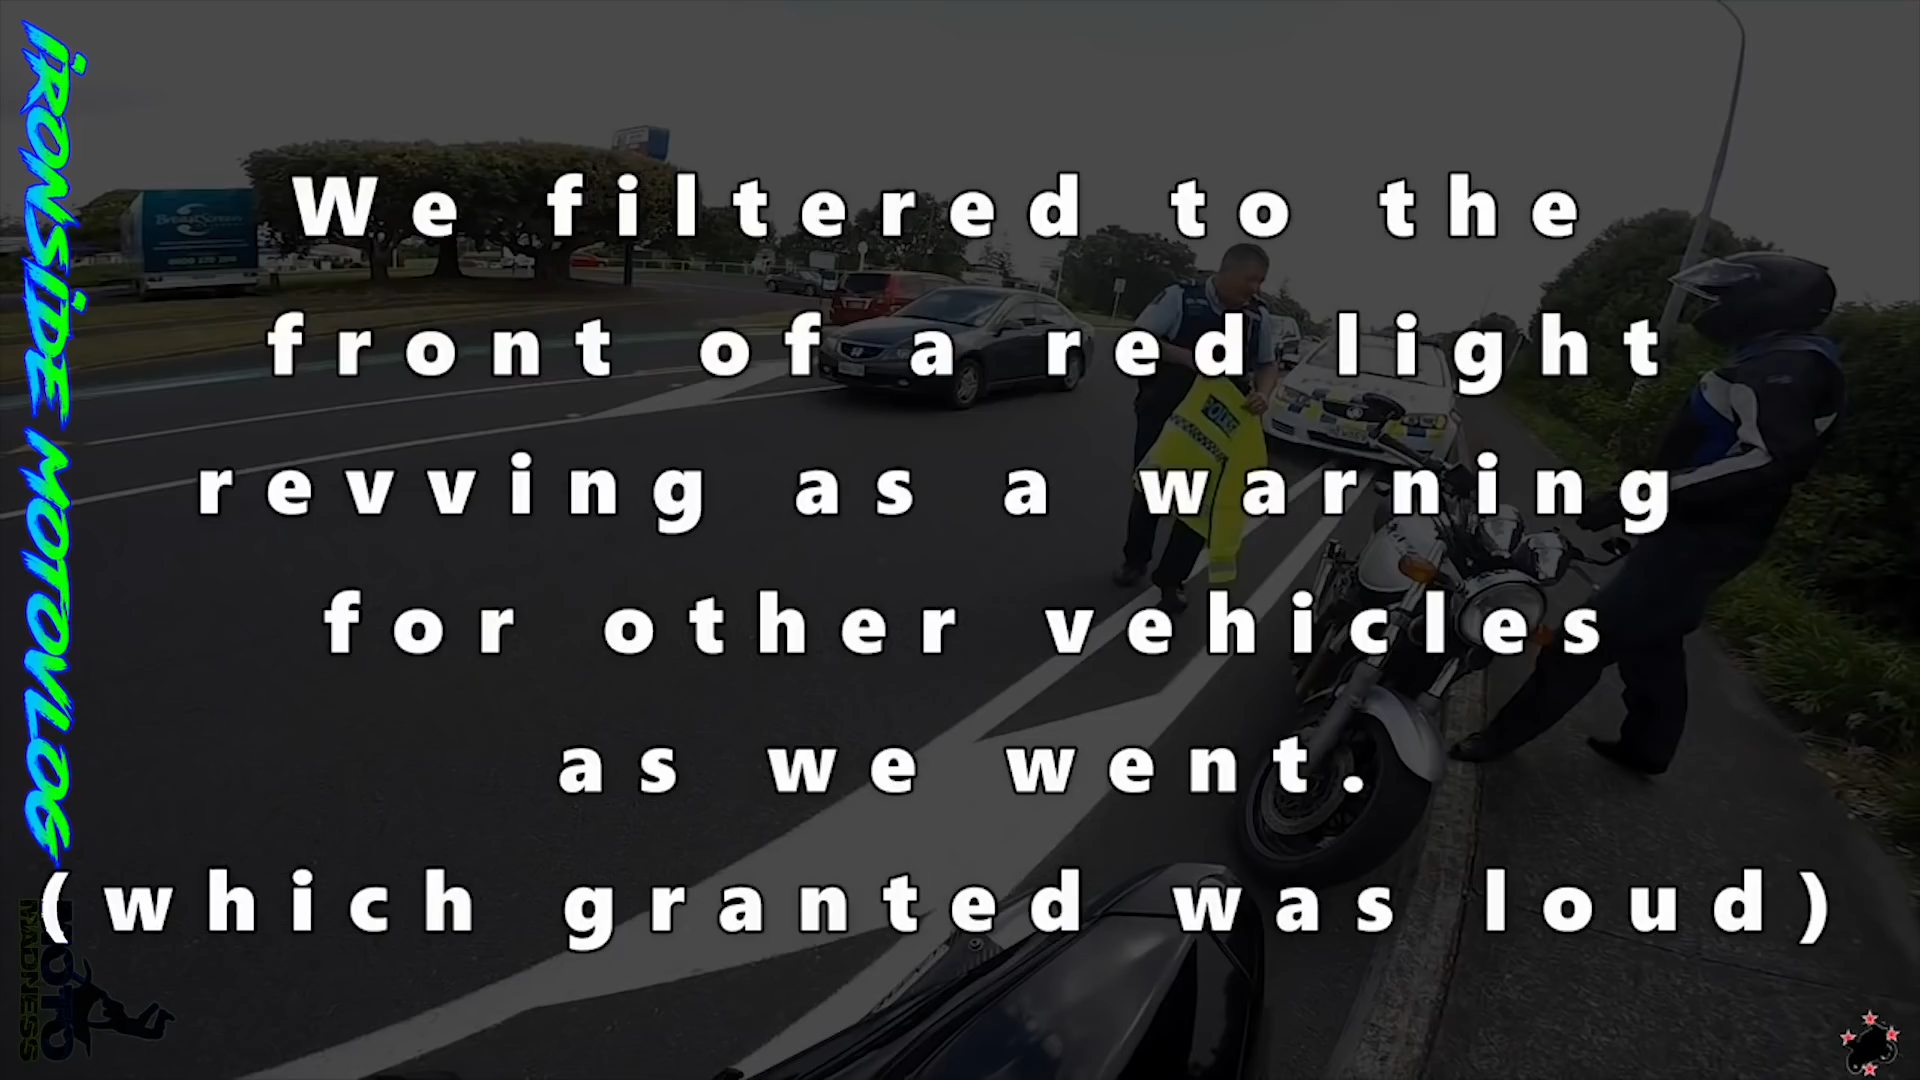 We filtered to the
front of a red light
revving as a warning
for other vehicles
as we went.
(which granted was loud)
iRONSiDE MOTOVLOG
MOTO
MADNESS
BreastScreen
POLICE